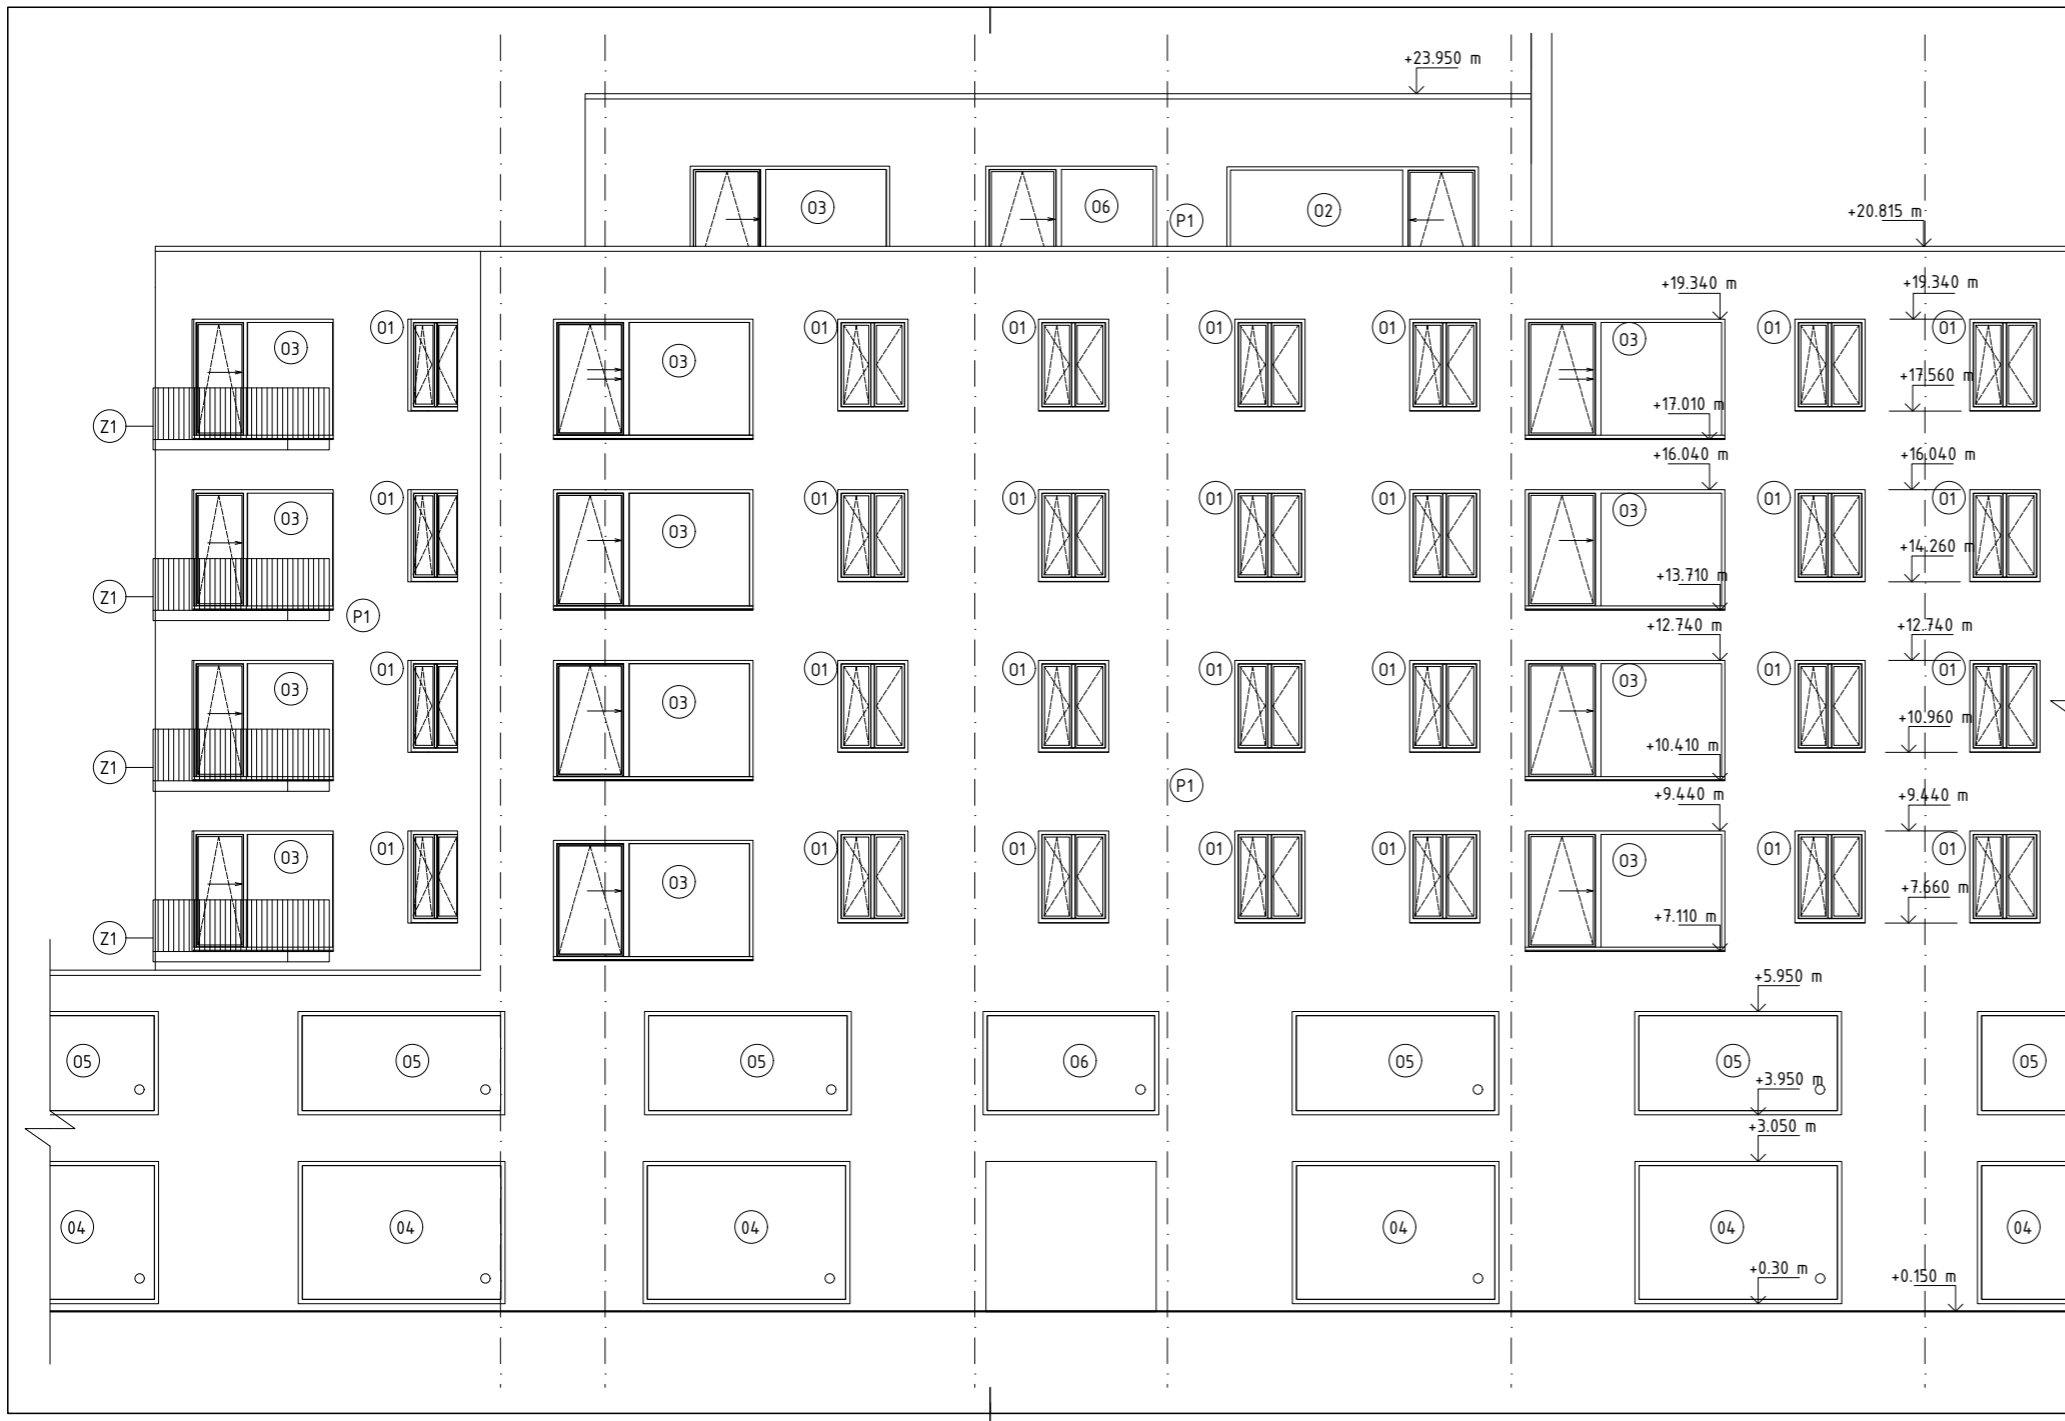 +23.950 m
03
06
P1
02
+20.815 m
+19.340 m
+19.340 m
03
01
03
01
01
01
01
03
01
01
+17.560 m
+17.010 m
Z1
+16.040 m
+16.040 m
03
01
03
01
01
01
01
03
01
01
+14.260 m
+13.710 m
Z1
P1
+12.740 m
+12.740 m
03
01
03
01
01
01
01
03
01
01
+10.960 m
+10.410 m
Z1
P1
+9.440 m
+9.440 m
03
01
03
01
01
01
01
03
01
01
+7.660 m
+7.110 m
Z1
+5.950 m
05
05
05
06
05
05
05
+3.950 m
+3.050 m
04
04
04
04
04
04
+0.30 m
+0.150 m